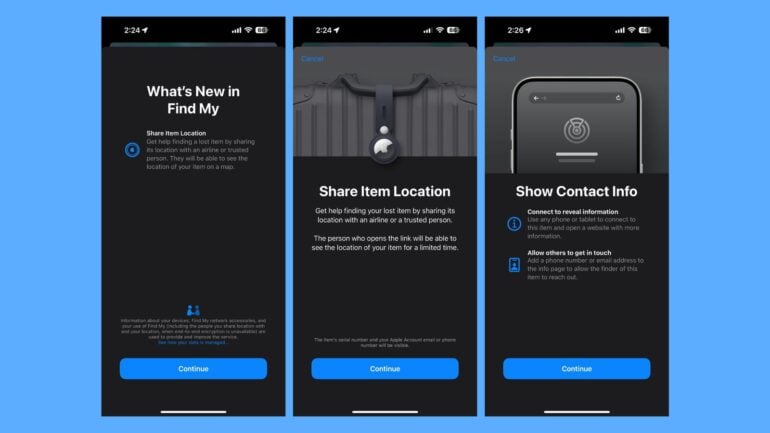 2:24
66
What's New in
Find My
Share Item Location
Get help finding a lost item by sharing
its location with an airline or trusted
person. They will be able to see the
location of your item on a map.
Information about your devices, Find My network accessories, and
your use of Find My (including the people you share location with
and your location, when end-to-end encryption is unavailable) are
used to provide and improve the service.
See how your data is managed...
Continue
2:24
66
Cancel
Share Item Location
Get help finding your lost item by sharing its
location with an airline or a trusted person.
The person who opens the link will be able to
see the location of your item for a limited time.
The item's serial number and your Apple Account email or phone
number will be visible.
Continue
2:26
66
Cancel
Show Contact Info
Connect to reveal information
Use any phone or tablet to connect to
this item and open a website with more
information.
Allow others to get in touch
Add a phone number or email address to
the info page to allow the finder of this
item to reach out.
Continue